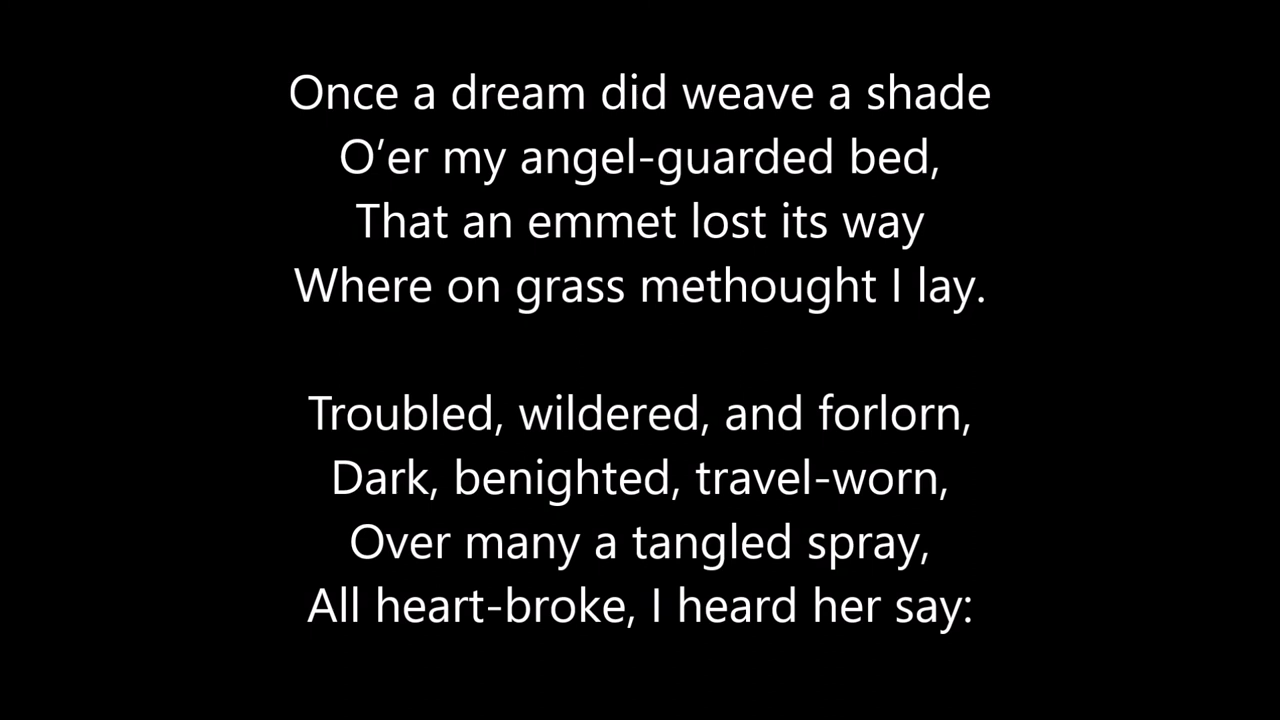 Once a dream did weave a shade
O’er my angel-guarded bed,
That an emmet lost its way
Where on grass methought I lay.
Troubled, wildered, and forlorn,
Dark, benighted, travel-worn,
Over many a tangled spray,
All heart-broke, I heard her say: